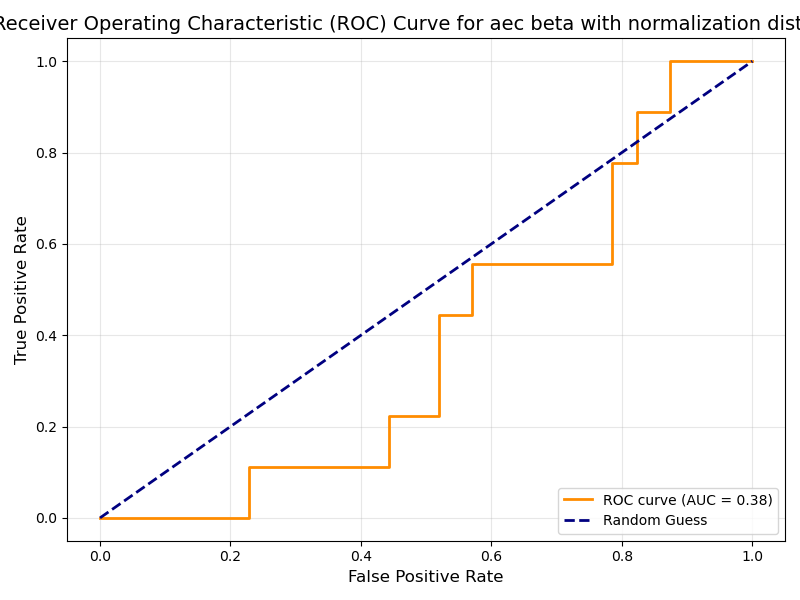 Receiver Operating Characteristic (ROC) Curve for aec beta with normalization dist
1.0
0.8
0.6
0.4
0.2
0.0
True Positive Rate
0.0 0.2 0.4 0.6 0.8 1.0
False Positive Rate
ROC curve (AUC = 0.38)
Random Guess